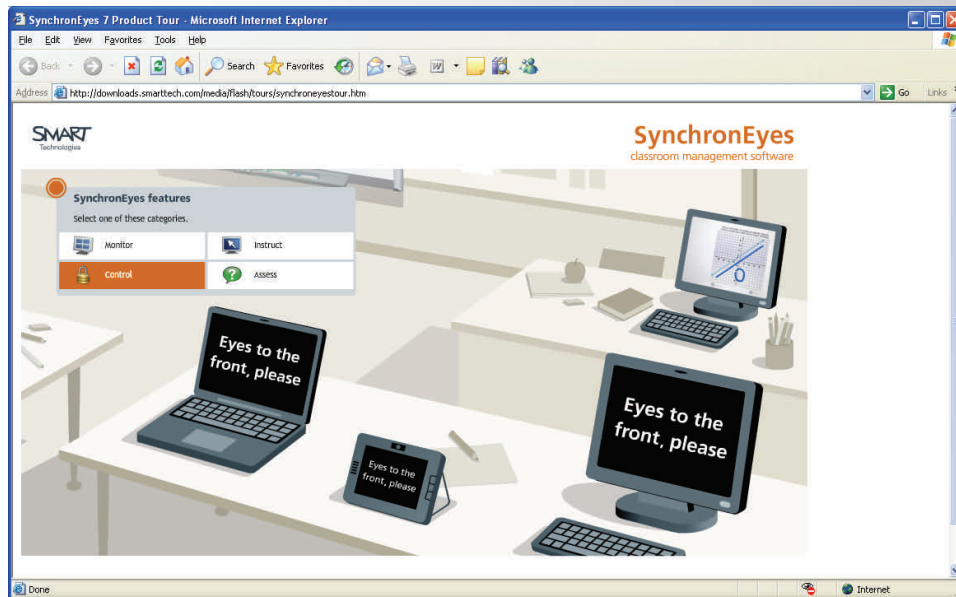 SynchronEyes 7 Product Tour - Microsoft Internet Explorer
File Edit View Favorites Tools Help
Back Search Favorites
Address http://downloads.smarttech.com/media/flash/tours/synchroneyestour.htm Go Links
SMART
Technologies
SynchronEyes
classroom management software
SynchronEyes features
Select one of these categories.
Monitor Instruct
Control Assess
Eyes to the
front, please
Eyes to the
front, please
Eyes to the
front, please
Done Internet